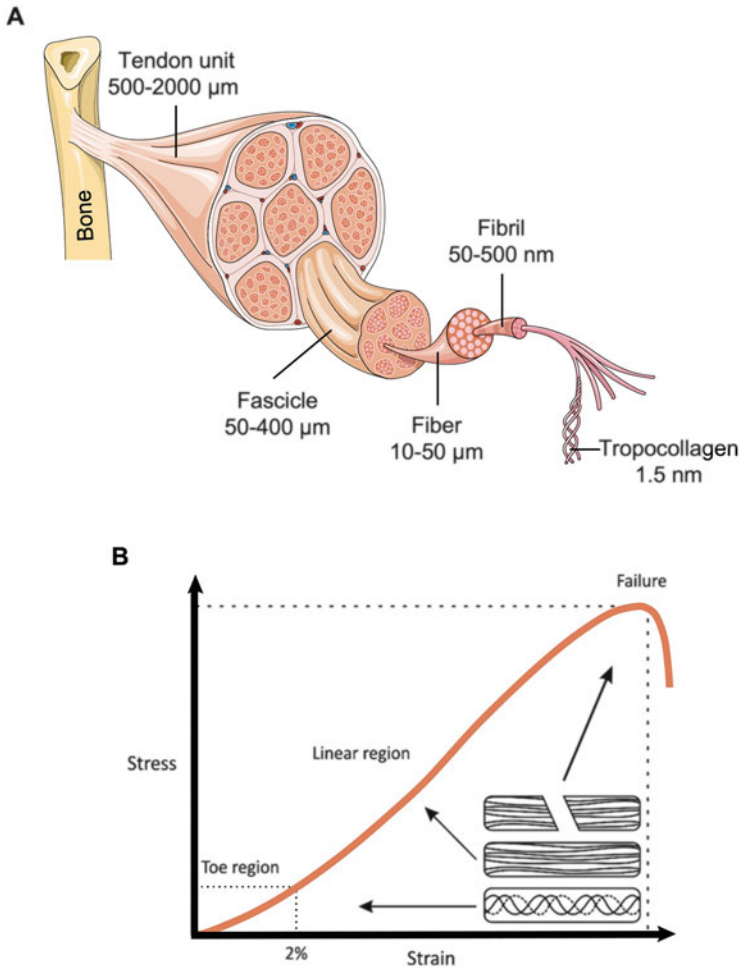 A
Tendon unit
500-2000 µm
Bone
Fibril
50-500 nm
Fascicle
50-400 µm
Fiber
10-50 µm
Tropocollagen
1.5 nm
B
Failure
Linear region
Stress
Toe region
2%
Strain